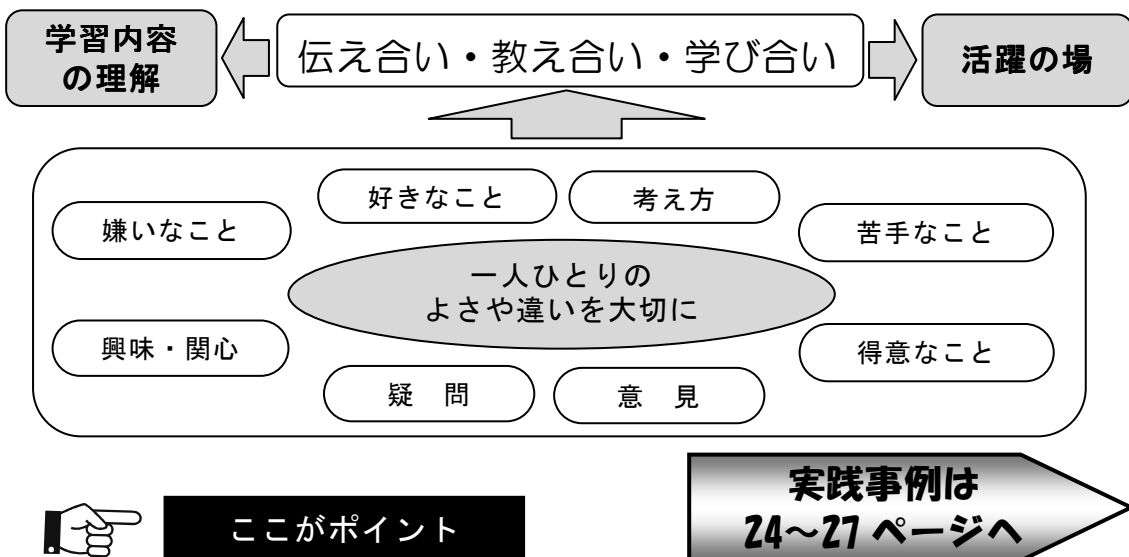 学習内容
の理解
伝え合い・教え合い・学び合い
活躍の場
好きなこと
考え方
嫌いなこと
苦手なこと
一人ひとりの
よさや違いを大切に
興味・関心
得意なこと
疑　問
意　見
ここがポイント
実践事例は
24～27 ページへ